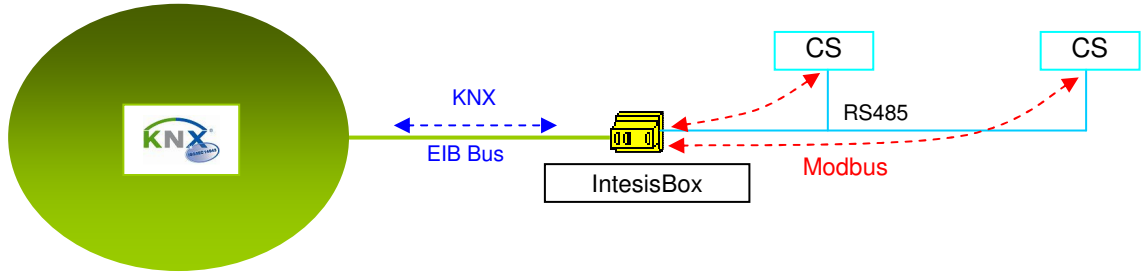 KNX
KNX
EIB Bus
IntesisBox
CS
CS
RS485
Modbus